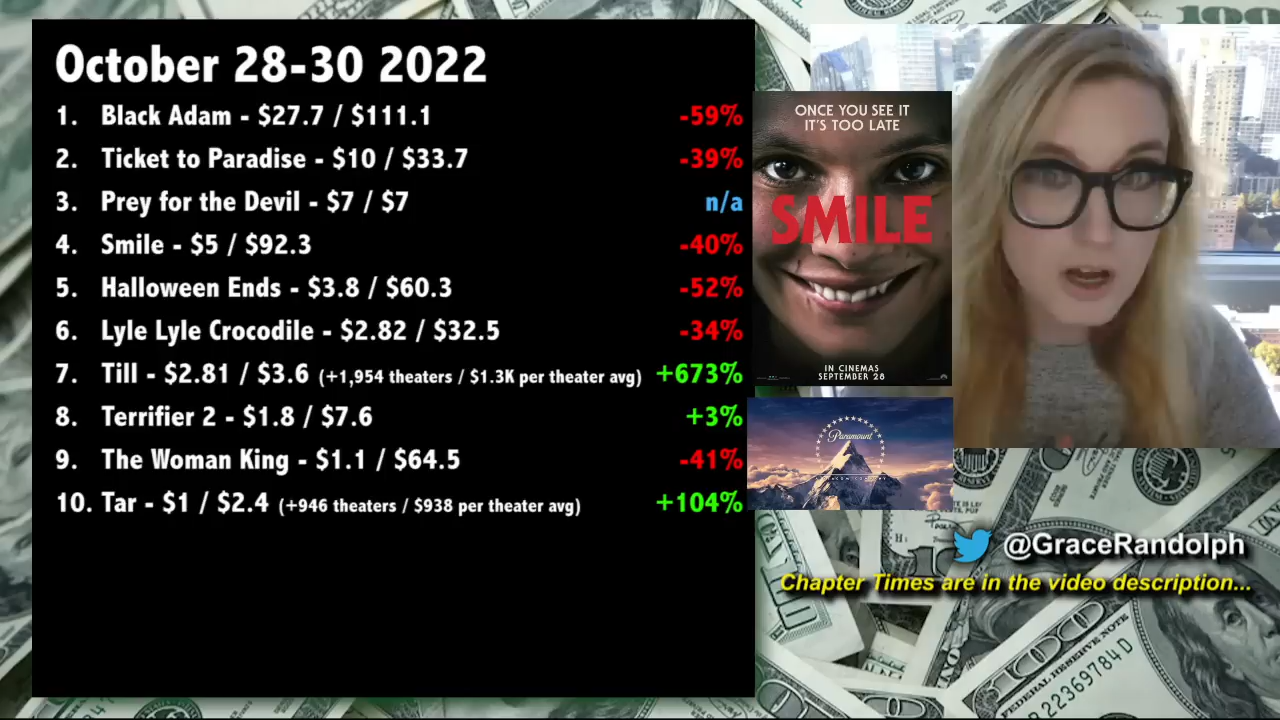 October 28-30 2022
1. Black Adam - $27.7 / $111.1 -59%
2. Ticket to Paradise - $10 / $33.7 -39%
3. Prey for the Devil - $7 / $7 n/a
4. Smile - $5 / $92.3 -40%
5. Halloween Ends - $3.8 / $60.3 -52%
6. Lyle Lyle Crocodile - $2.82 / $32.5 -34%
7. Till - $2.81 / $3.6 (+1,954 theaters / $1.3K per theater avg) +673%
8. Terrifier 2 - $1.8 / $7.6 +3%
9. The Woman King - $1.1 / $64.5 -41%
10. Tar - $1 / $2.4 (+946 theaters / $938 per theater avg) +104%
ONCE YOU SEE IT
IT'S TOO LATE
SMILE
IN CINEMAS
SEPTEMBER 28
Paramount
@GraceRandolph
Chapter Times are in the video description...
FEDERAL RESERVE NOTE
100